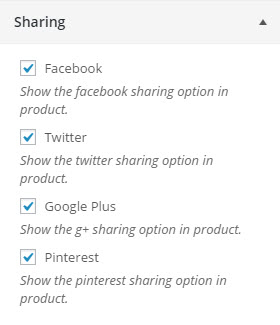 Sharing
Facebook
Show the facebook sharing option in
product.
Twitter
Show the twitter sharing option in
product.
Google Plus
Show the g+ sharing option in product.
Pinterest
Show the pinterest sharing option in
product.